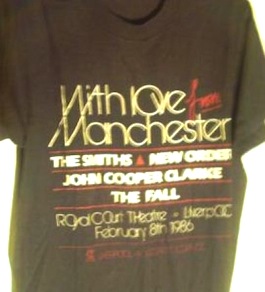 With love from
Manchester
THE SMITHS ▲ NEW ORDER
JOHN COOPER CLARKE
THE FALL
Royal Court Theatre • Liverpool
February 8th 1986